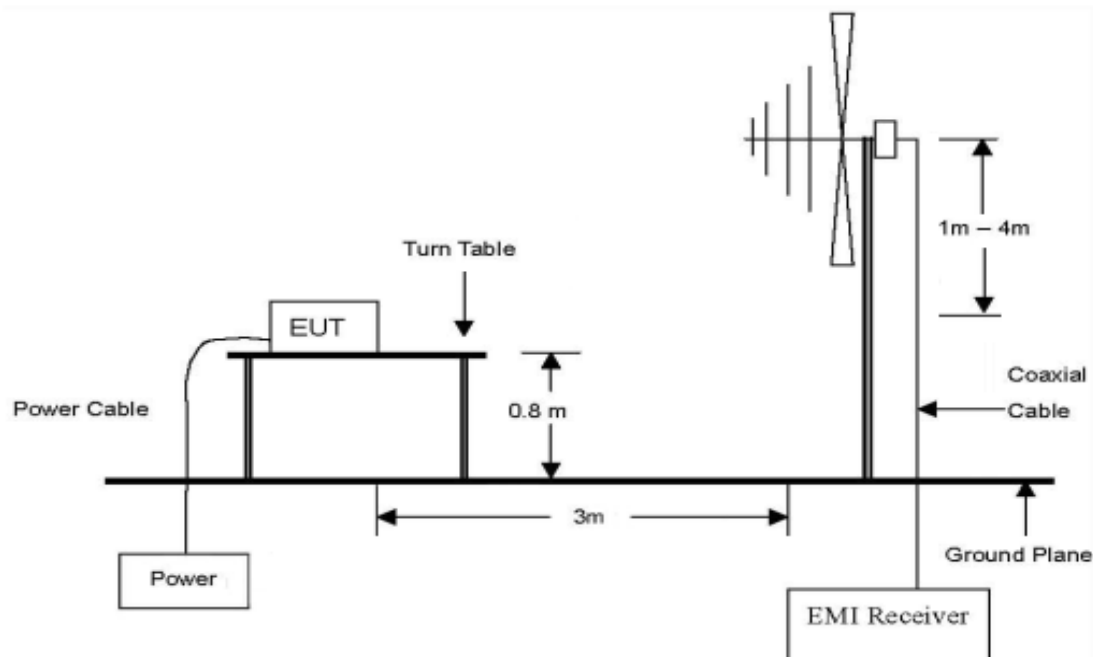 1m – 4m
Turn Table
EUT
Coaxial
Cable
Power Cable
0.8 m
3m
Ground Plane
Power
EMI Receiver